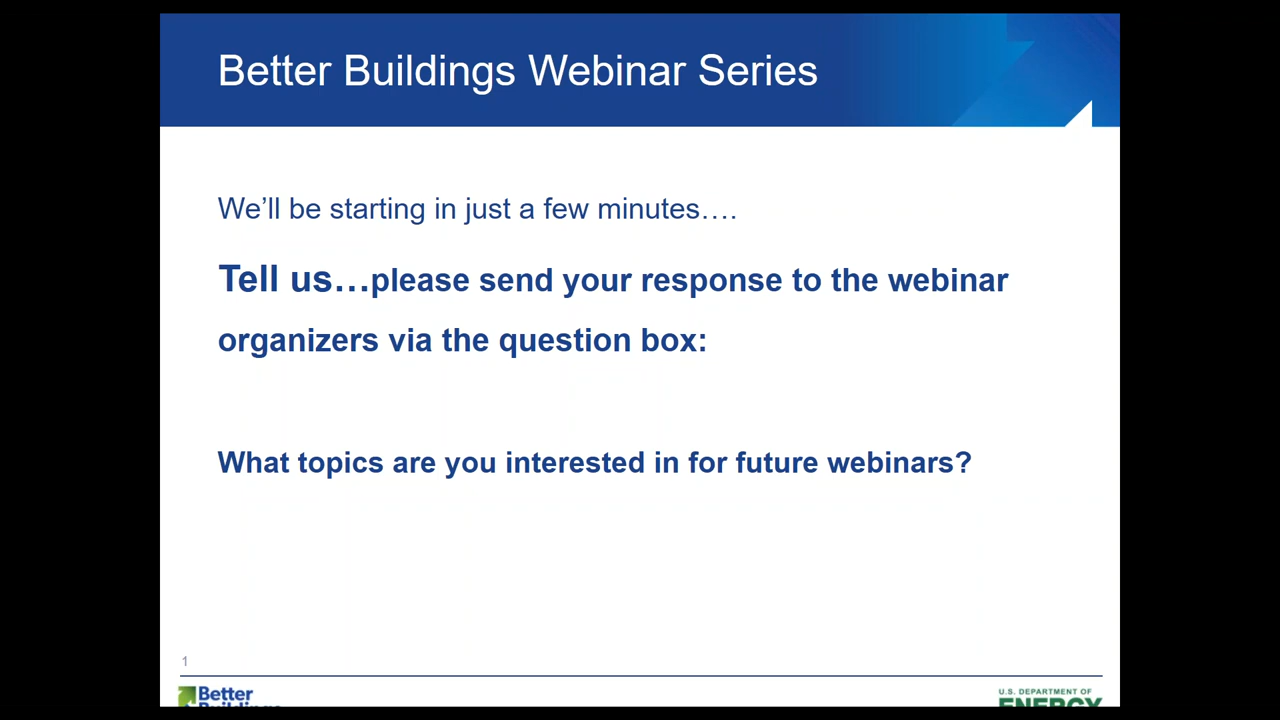 Better Buildings Webinar Series
We’ll be starting in just a few minutes….
Tell us…please send your response to the webinar
organizers via the question box:
What topics are you interested in for future webinars?
1
Better
Buildings
U.S. DEPARTMENT OF
ENERGY